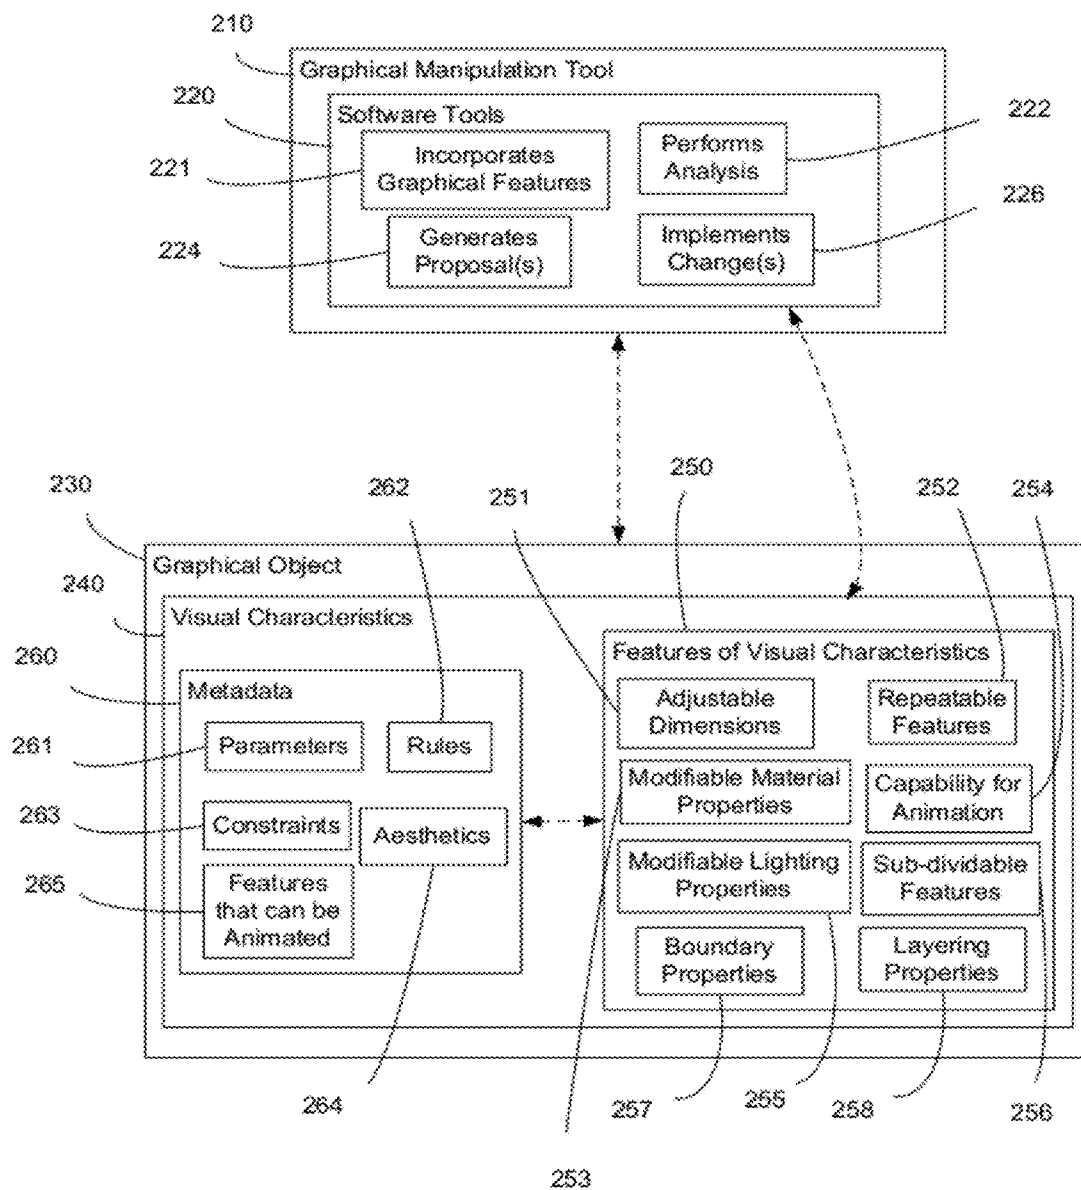 210
Graphical Manipulation Tool
220
Software Tools
222
221
Incorporates
Graphical Features
Performs
Analysis
224
Generates
Proposal(s)
Implements
Change(s)
226
230
262
251
250
252
254
Graphical Object
240
Visual Characteristics
260
Metadata
Features of Visual Characteristics
261
Parameters
Rules
Adjustable
Dimensions
Repeatable
Features
263
Constraints
Aesthetics
Modifiable Material
Properties
Capability for
Animation
265
Features
that can be
Animated
Modifiable Lighting
Properties
Sub-dividable
Features
Boundary
Properties
Layering
Properties
264
257
255
258
256
253